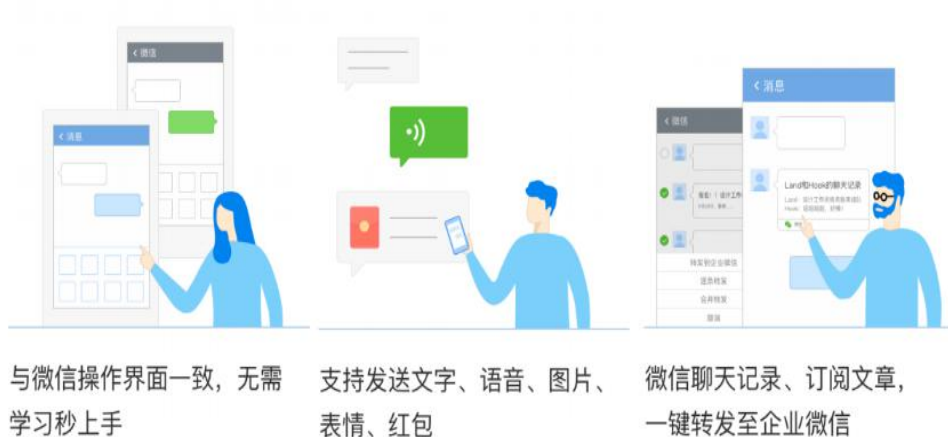 < 微信
< 消息
与微信操作界面一致，无需
学习秒上手
支持发送文字、语音、图片、
表情、红包
< 消息
< 微信
Land和Hook的聊天记录
转发到企业微信
逐条转发
合并转发
取消
微信聊天记录、订阅文章，
一键转发至企业微信